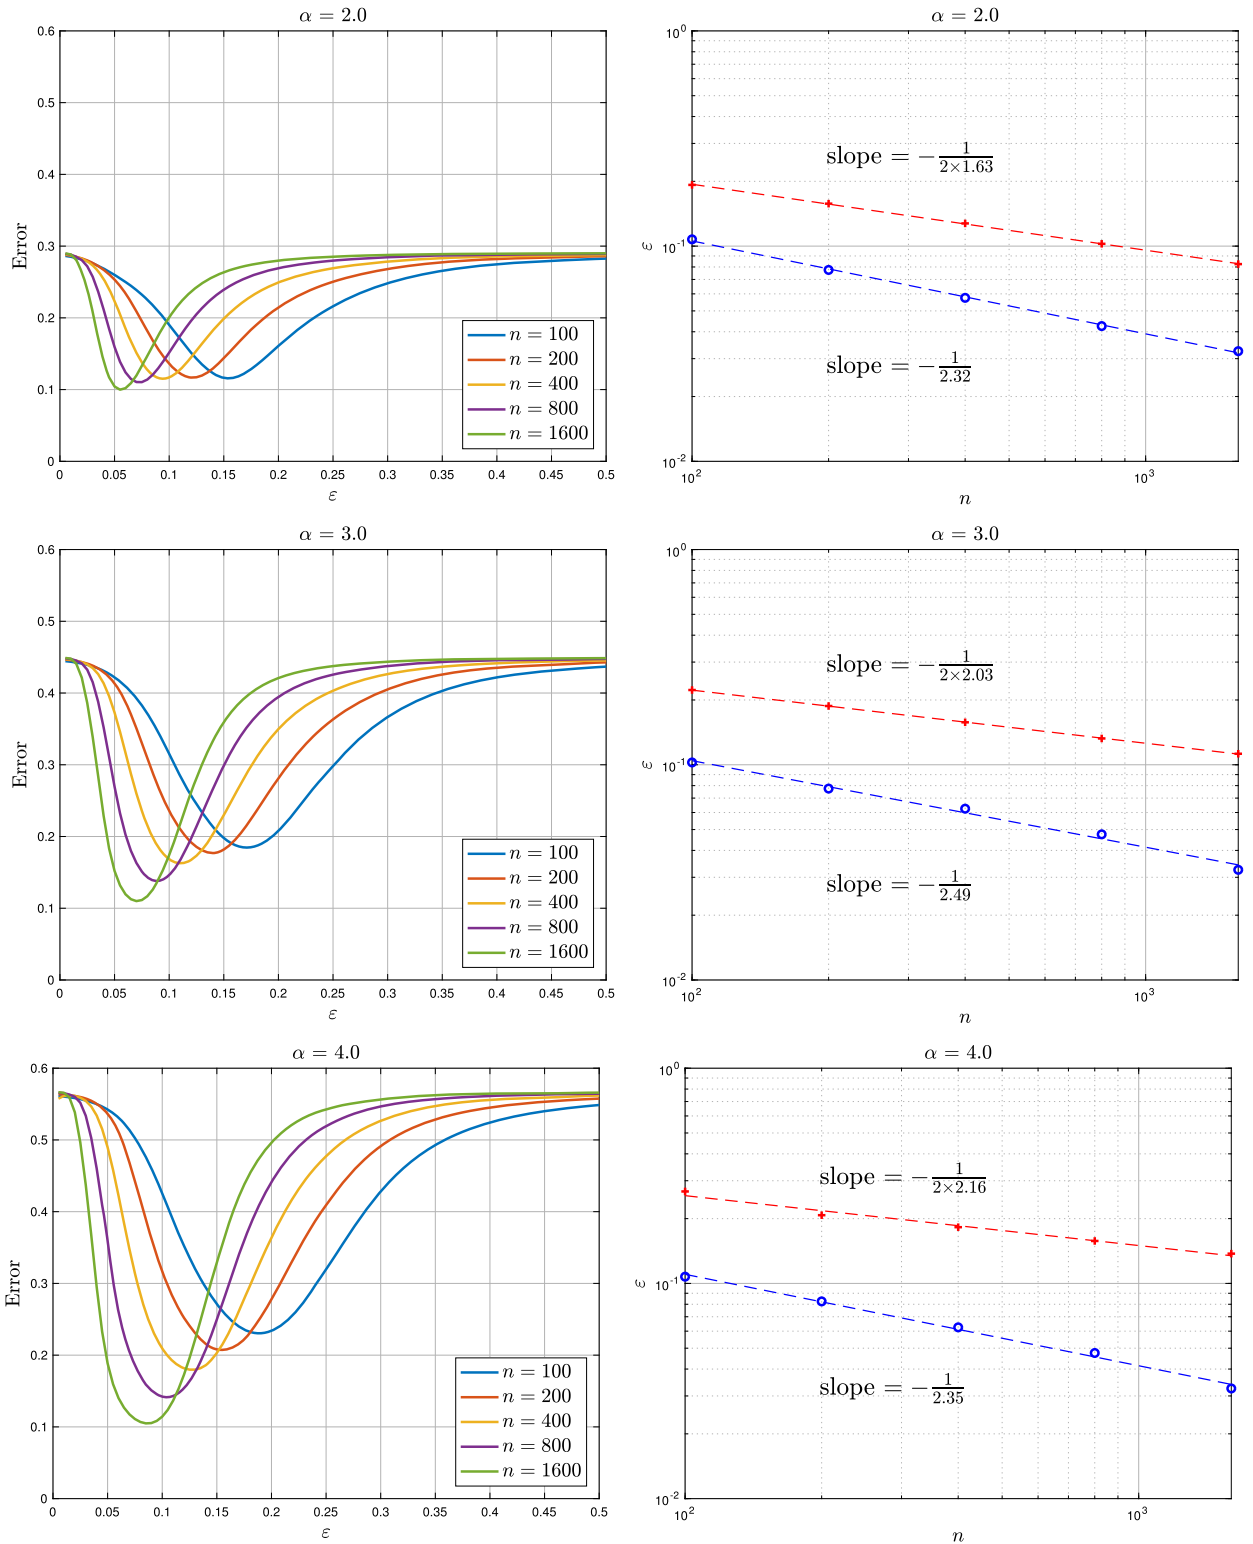 α = 2.0
0.6
0.5
0.4
0.3
0.2
0.1
0
Error
0 0.05 0.1 0.15 0.2 0.25 0.3 0.35 0.4 0.45 0.5
ε
n = 100
n = 200
n = 400
n = 800
n = 1600
α = 2.0
10^0
10^-1
10^-2
ε
slope = −1/(2×1.63)
slope = −1/2.32
10^2 10^3
n
α = 3.0
0.6
0.5
0.4
0.3
0.2
0.1
0
Error
0 0.05 0.1 0.15 0.2 0.25 0.3 0.35 0.4 0.45 0.5
ε
n = 100
n = 200
n = 400
n = 800
n = 1600
α = 3.0
10^0
10^-1
10^-2
ε
slope = −1/(2×2.03)
slope = −1/2.49
10^2 10^3
n
α = 4.0
0.6
0.5
0.4
0.3
0.2
0.1
0
Error
0 0.05 0.1 0.15 0.2 0.25 0.3 0.35 0.4 0.45 0.5
ε
n = 100
n = 200
n = 400
n = 800
n = 1600
α = 4.0
10^0
10^-1
10^-2
ε
slope = −1/(2×2.16)
slope = −1/2.35
10^2 10^3
n